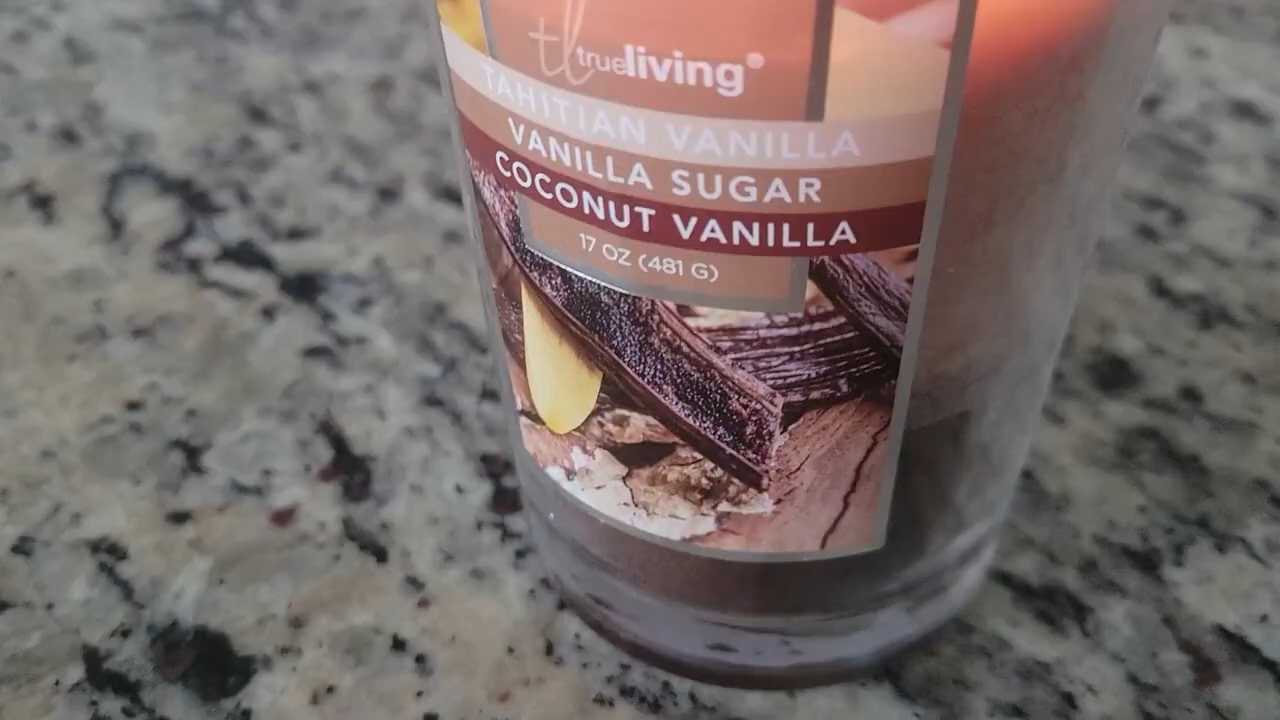 tl trueliving®
TAHITIAN VANILLA
VANILLA SUGAR
COCONUT VANILLA
17 OZ (481 G)